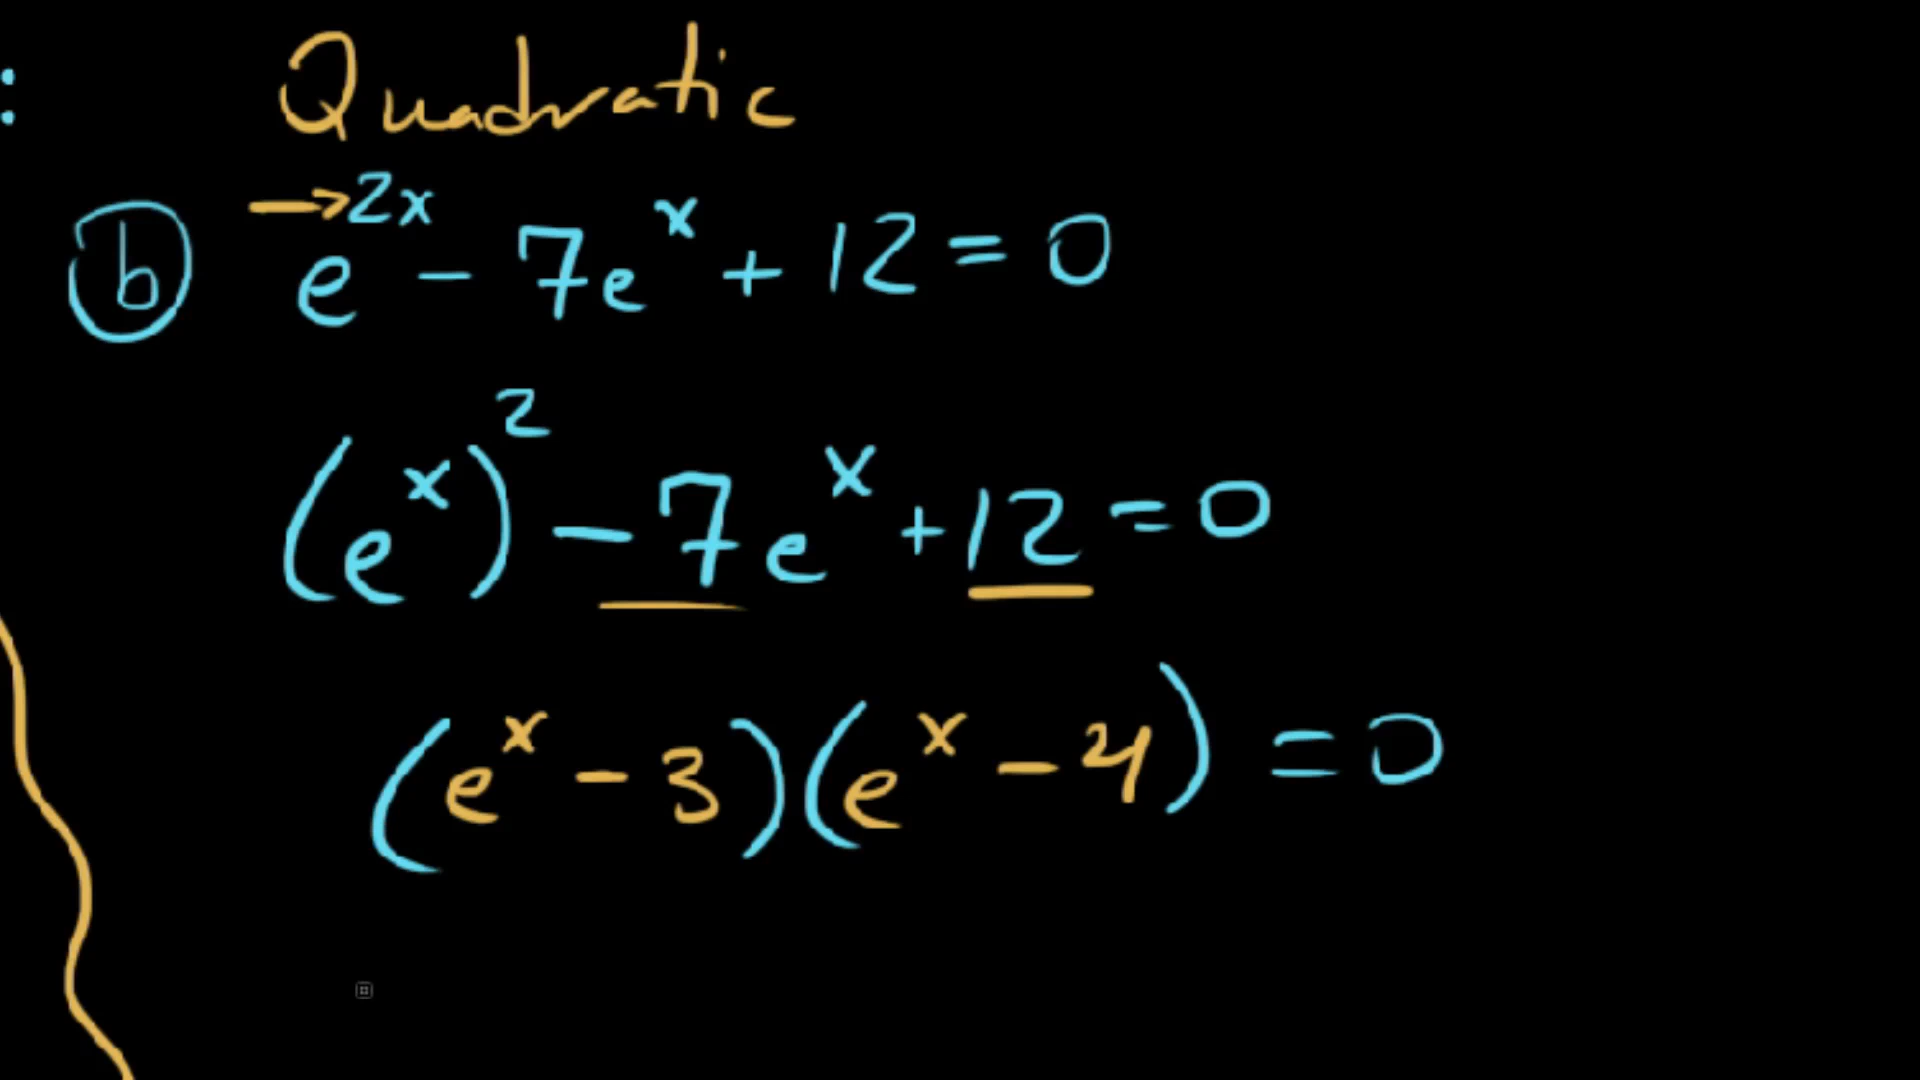 : Quadratic
ⓑ e^2x - 7e^x + 12 = 0
(e^x)^2 - 7e^x + 12 = 0
(e^x - 3)(e^x - 4) = 0